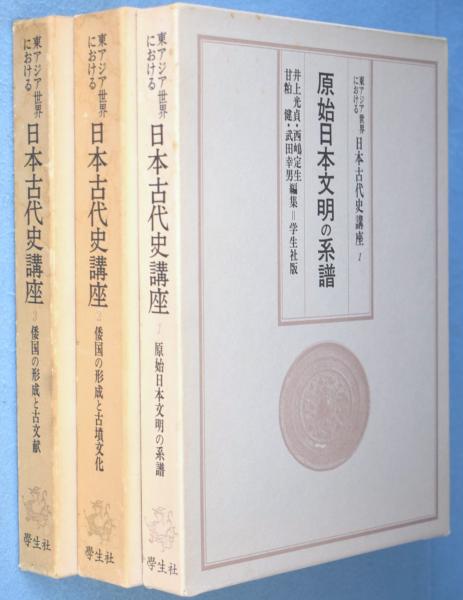 東アジア世界
における
日本古代史講座
3
倭国の形成と古文献
學生社
東アジア世界
における
日本古代史講座
2
倭国の形成と古墳文化
學生社
東アジア世界
における
日本古代史講座
1
原始日本文明の系譜
學生社
東アジア世界
における
日本古代史講座 1
原始日本文明の系譜
井上光貞・西嶋定生
甘粕 健・武田幸男編集=学生社版